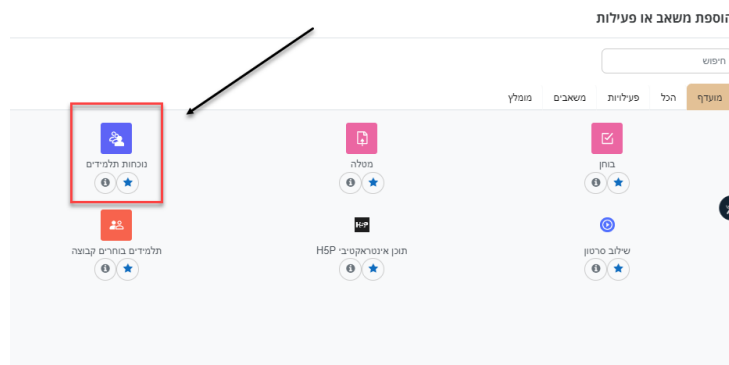 הוספת משאב או פעילות
חיפוש
מועדף הכל פעילויות משאבים מומלץ
בוחן
מטלה
נוכחות תלמידים
שילוב סרטון
H5P
תוכן אינטראקטיבי H5P
תלמידים בוחרים קבוצה